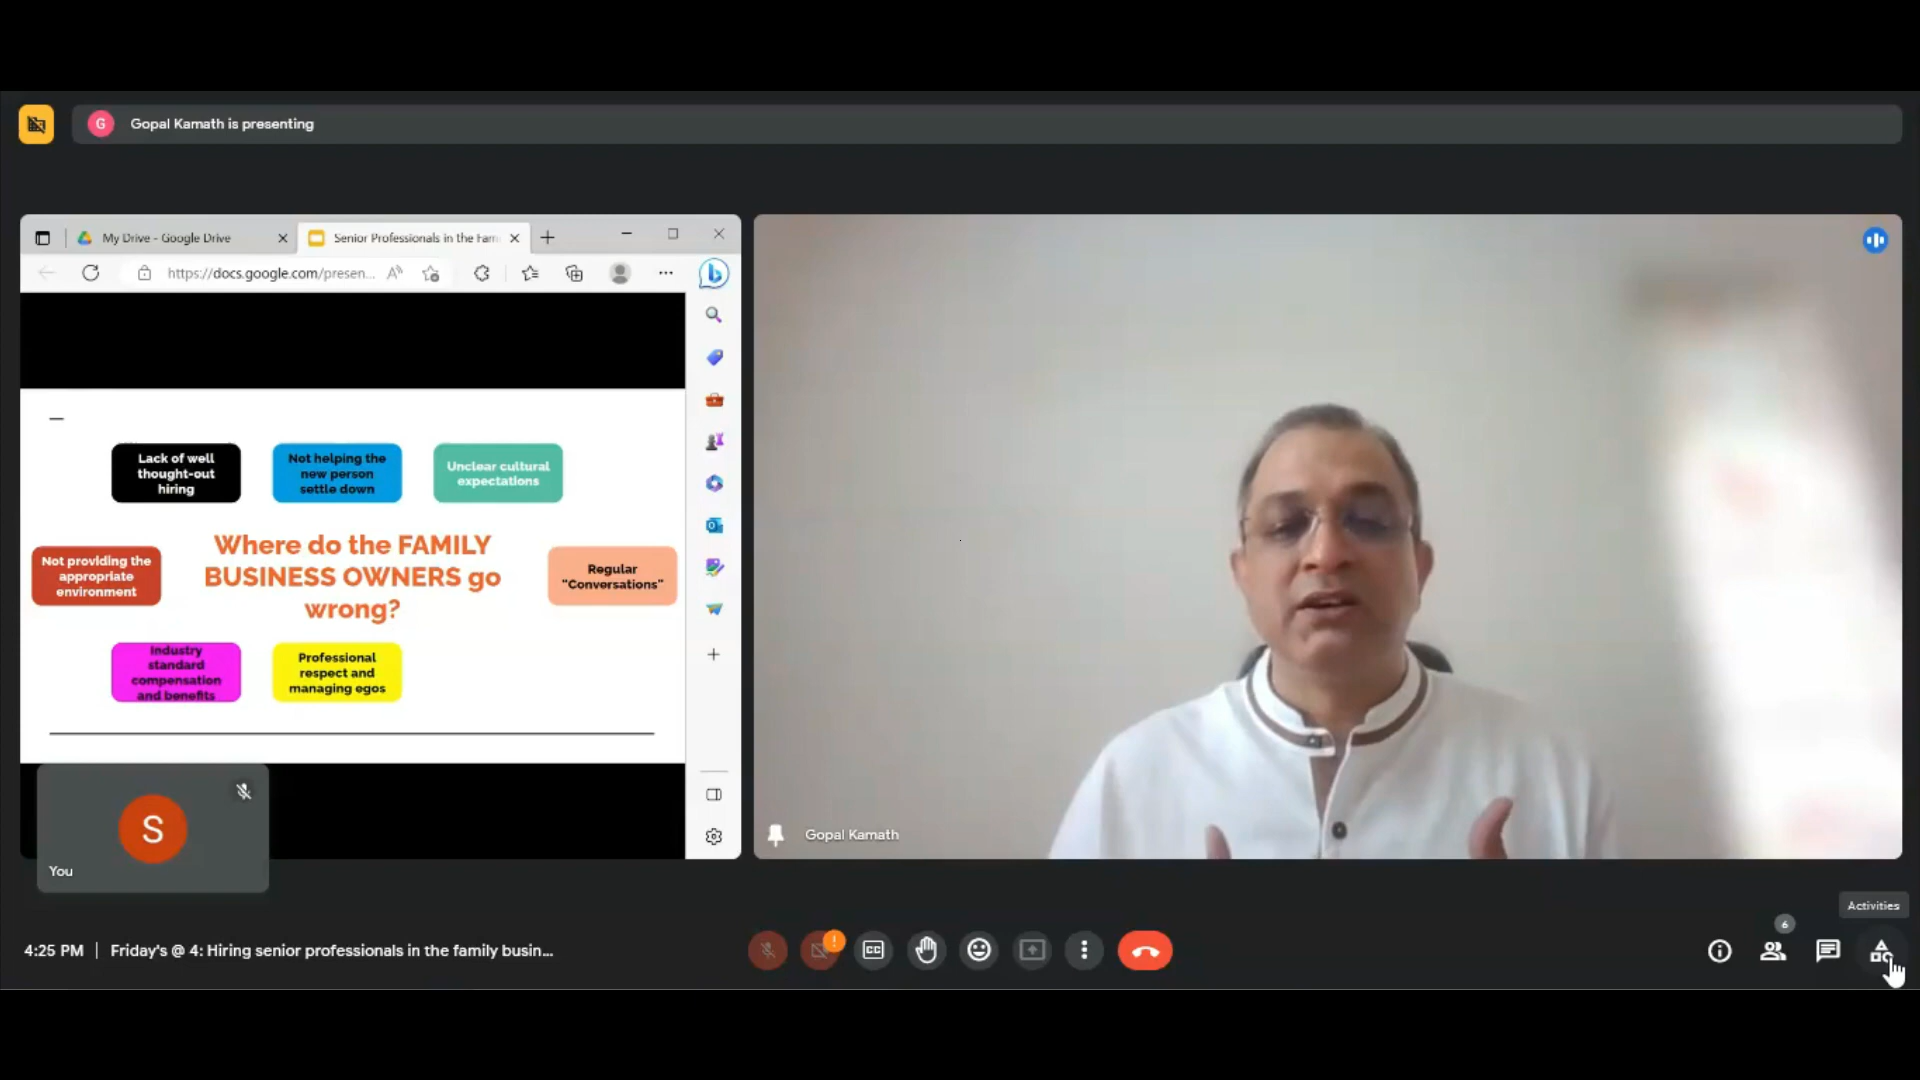 G
Gopal Kamath is presenting
My Drive - Google Drive
Senior Professionals in the Fam
https://docs.google.com/presen...
Lack of well
thought-out
hiring
Not helping the
new person
settle down
Unclear cultural
expectations
Not providing the
appropriate
environment
Where do the FAMILY
BUSINESS OWNERS go
wrong?
Regular
"Conversations"
Industry
standard
compensation
and benefits
Professional
respect and
managing egos
S
You
Gopal Kamath
Activities
6
4:25 PM | Friday's @ 4: Hiring senior professionals in the family busin...